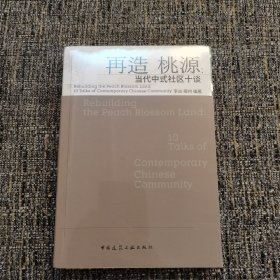 再造 桃源:
当代中式社区十谈
Rebuilding the Peach Blossom Land:
10 Talks of Contemporary Chinese Community
Rebuilding
the Peach Blossom Land
10
Talks of
Contemporary
Chinese
Community
中国建筑工业出版社